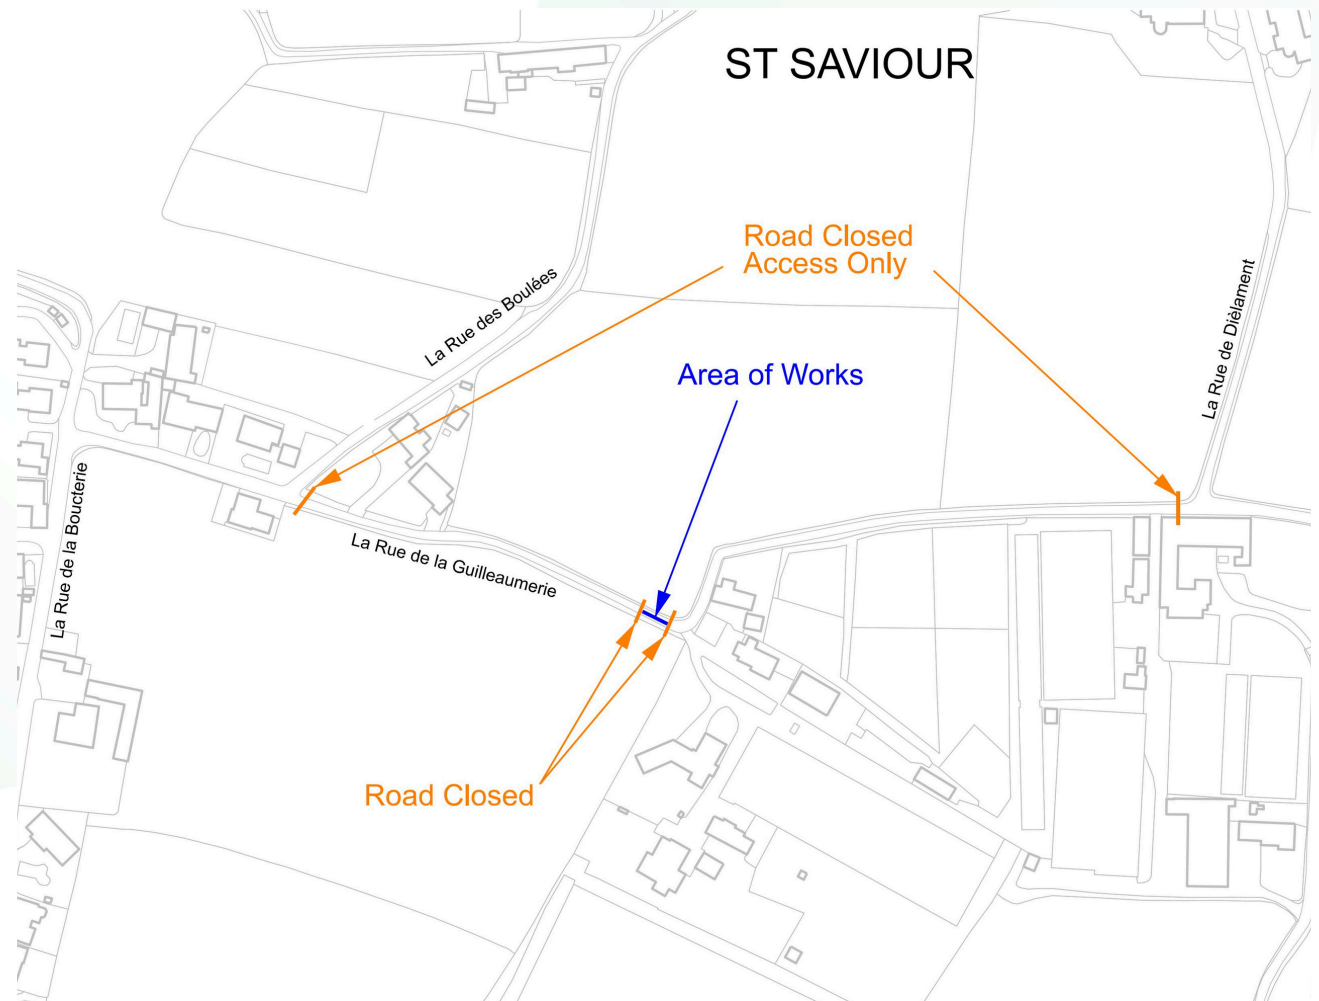 ST SAVIOUR
Road Closed
Access Only
La Rue des Boulées
La Rue de Dièlament
Area of Works
La Rue de la Boucterie
La Rue de la Guilleaumerie
Road Closed